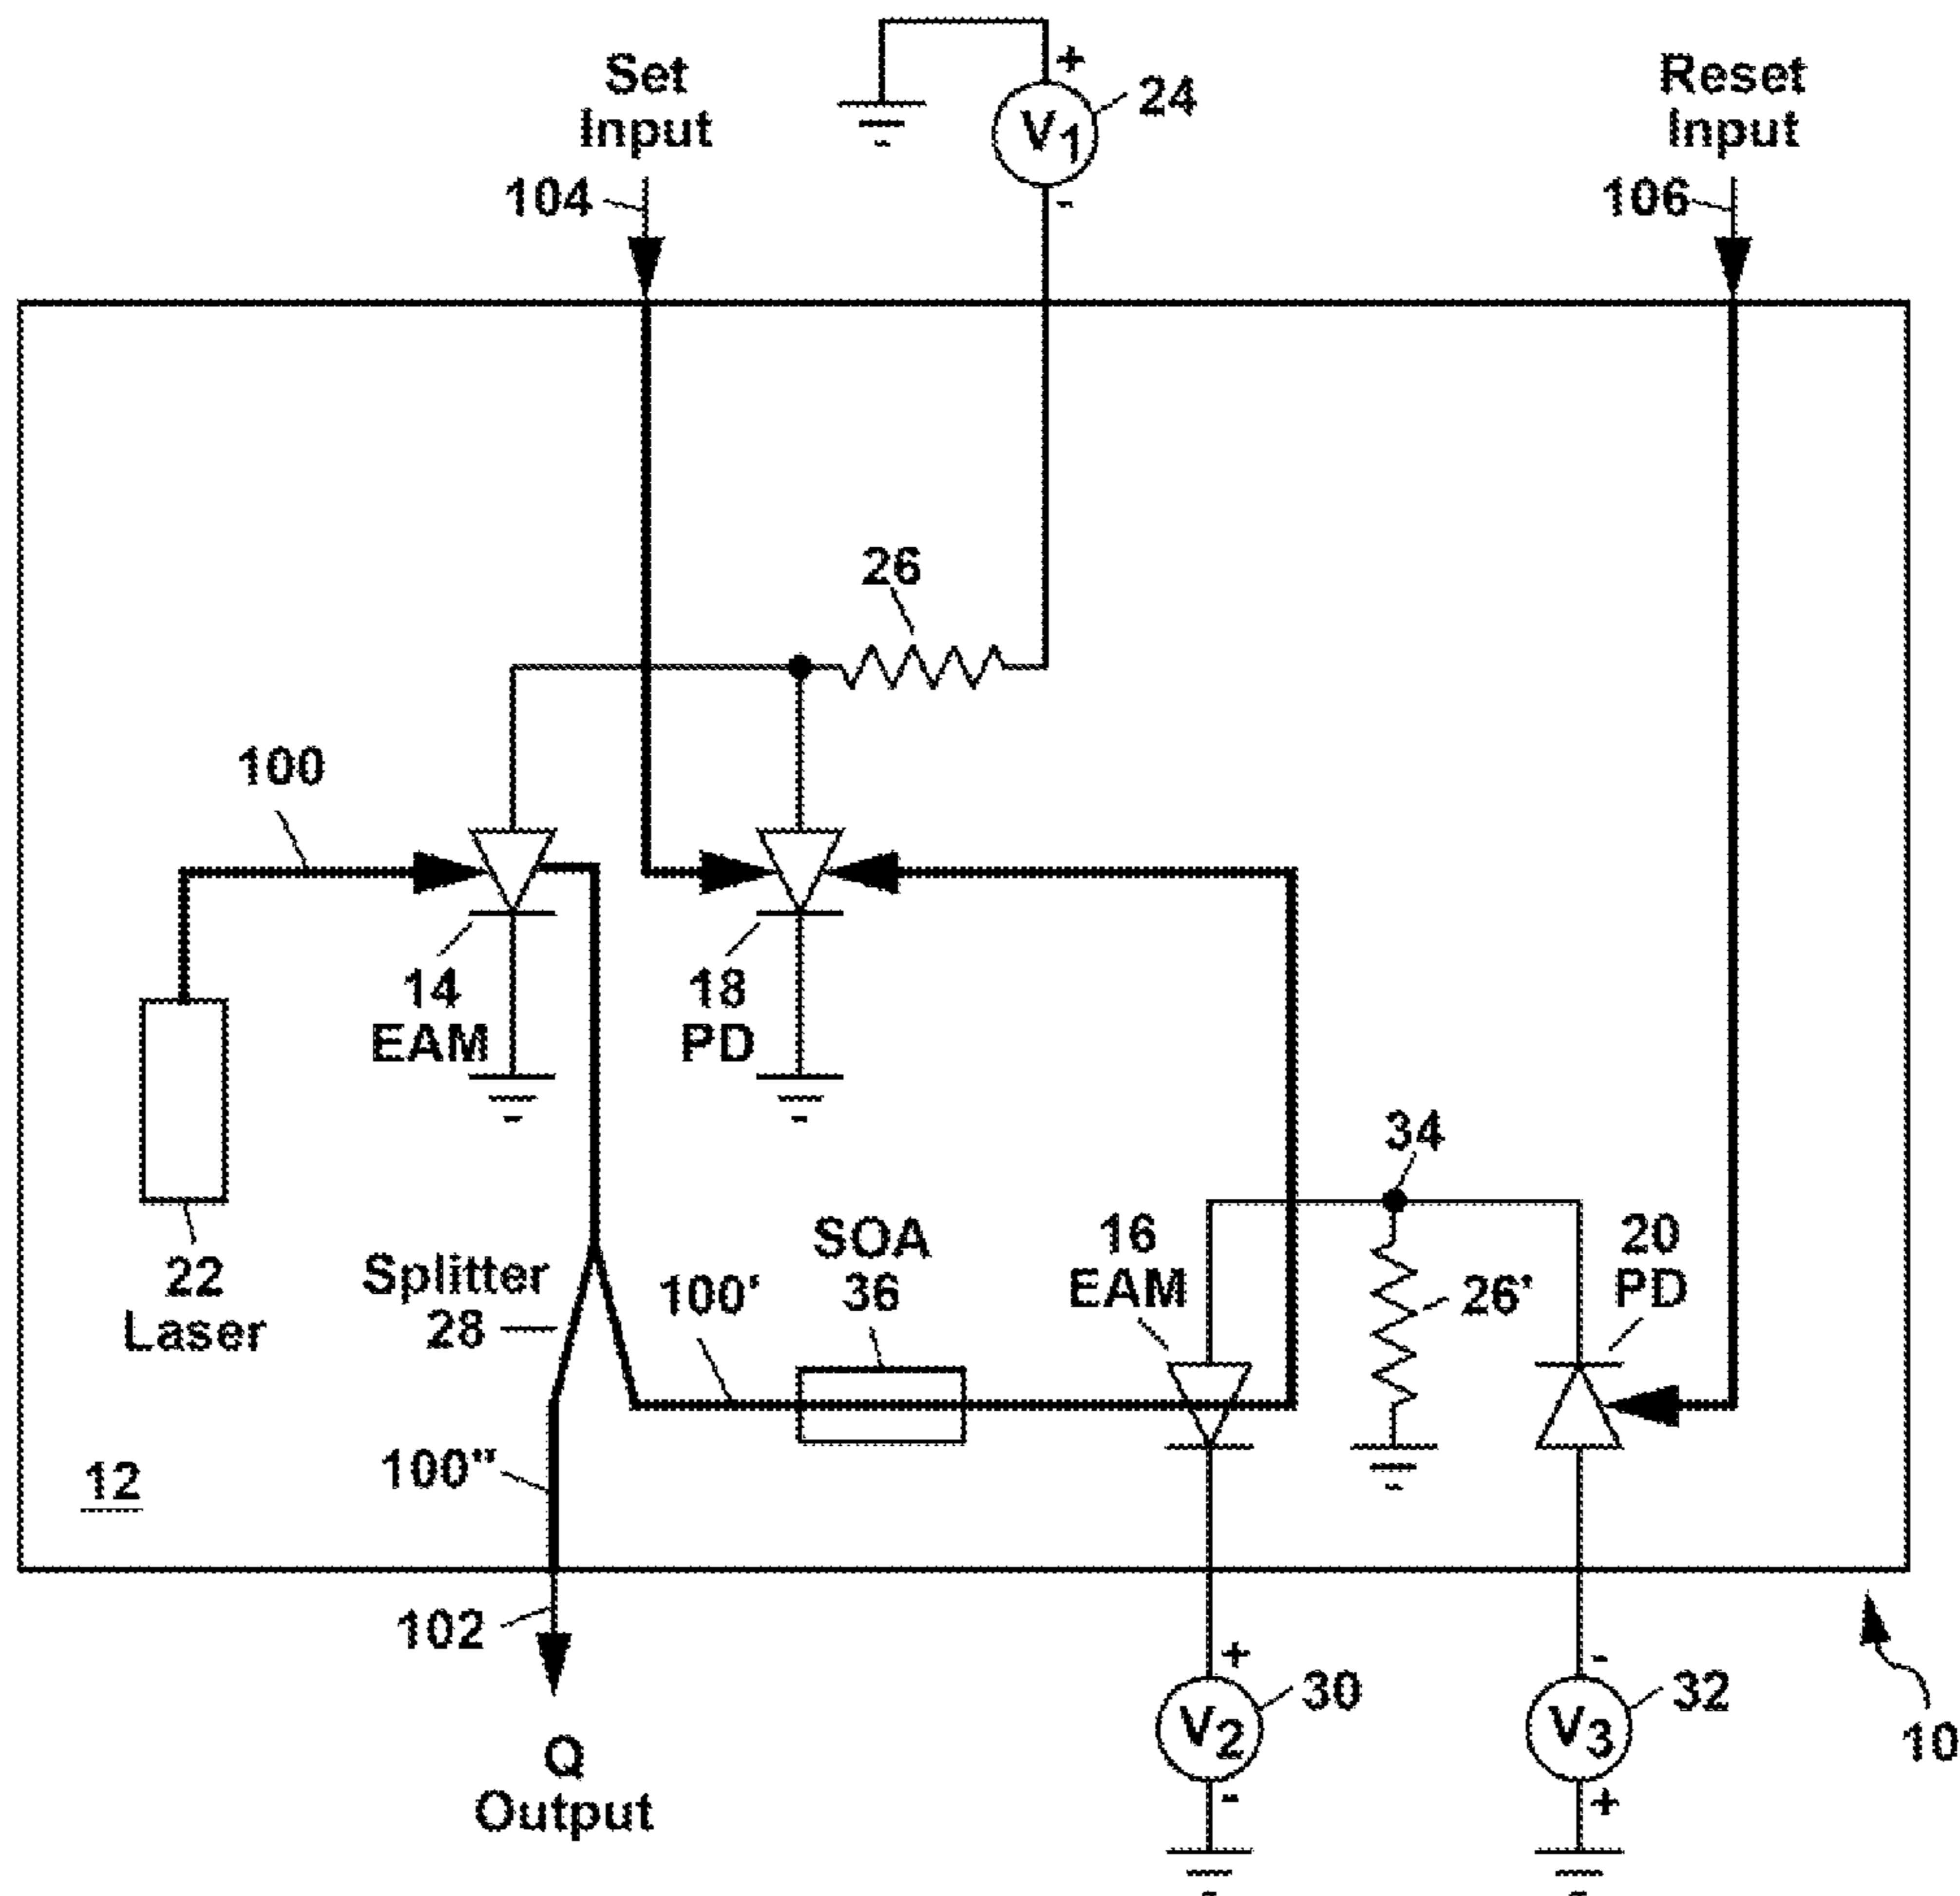 Set
Input
104
+
V1
24
-
Reset
Input
106
26
100
14
EAM
18
PD
22
Laser
Splitter
28
100'
SOA
36
16
EAM
34
26'
20
PD
12
100"
102
Q
Output
+
V2
30
-
-
V3
32
+
10